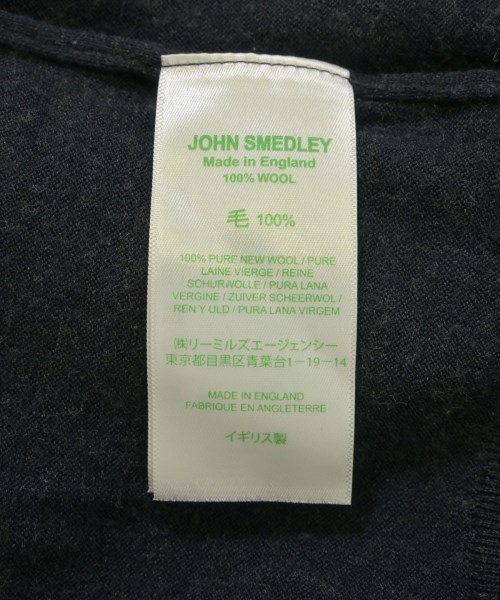 JOHN SMEDLEY
Made in England
100% WOOL
毛 100%
100% PURE NEW WOOL / PURE
LAINE VIERGE / REINE
SCHURWOLLE / PURA LANA
VERGINE / ZUIVER SCHEERWOL /
REN Y ULD / PURA LANA VIRGEM
㈱リーミルズエージェンシー
東京都目黒区青葉台1－19－14
MADE IN ENGLAND
FABRIQUE EN ANGLETERRE
イギリス製